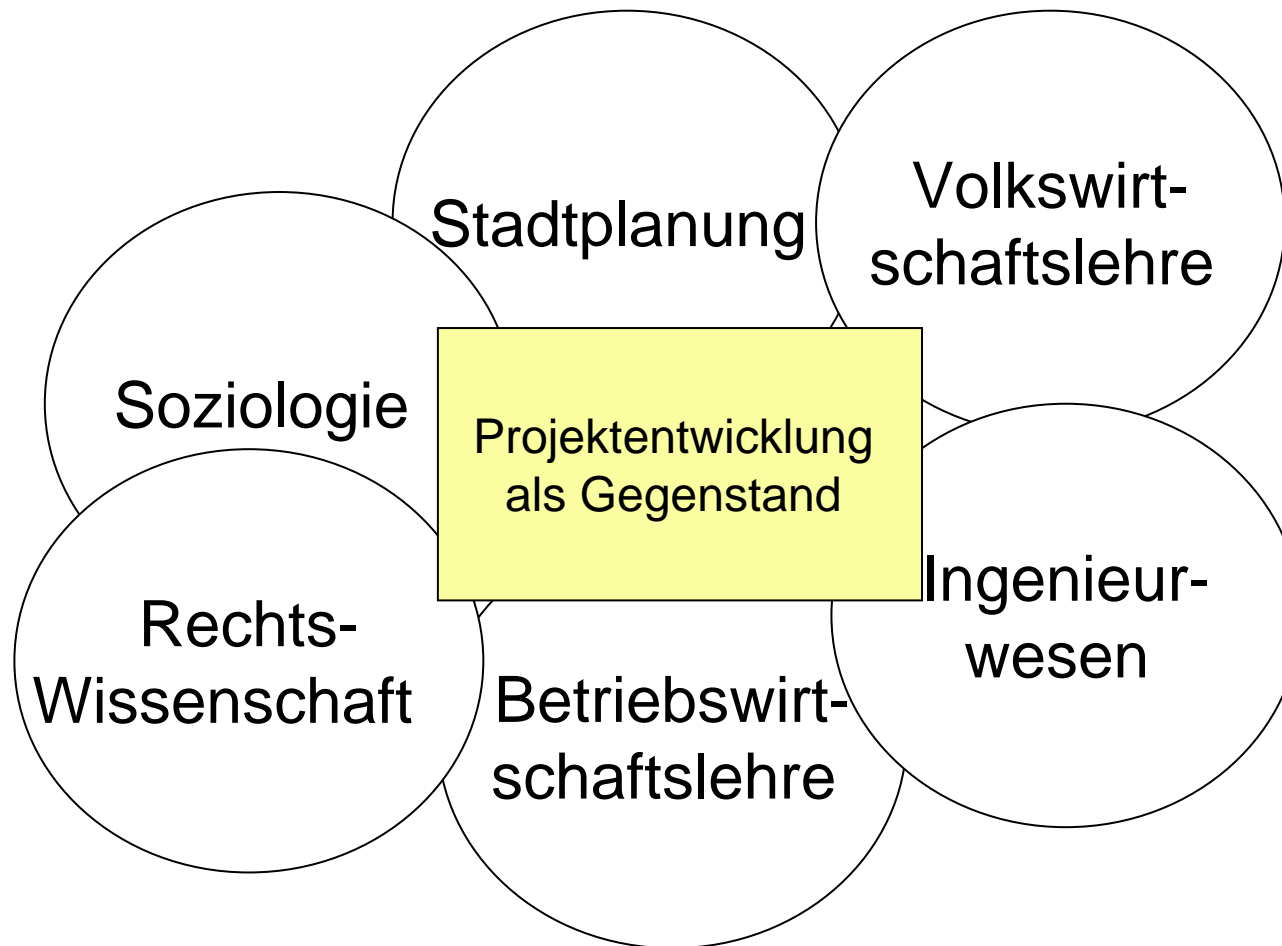 Stadtplanung
Volkswirt-
schaftslehre
Soziologie
Projektentwicklung
als Gegenstand
Ingenieur-
wesen
Rechts-
Wissenschaft
Betriebswirt-
schaftslehre